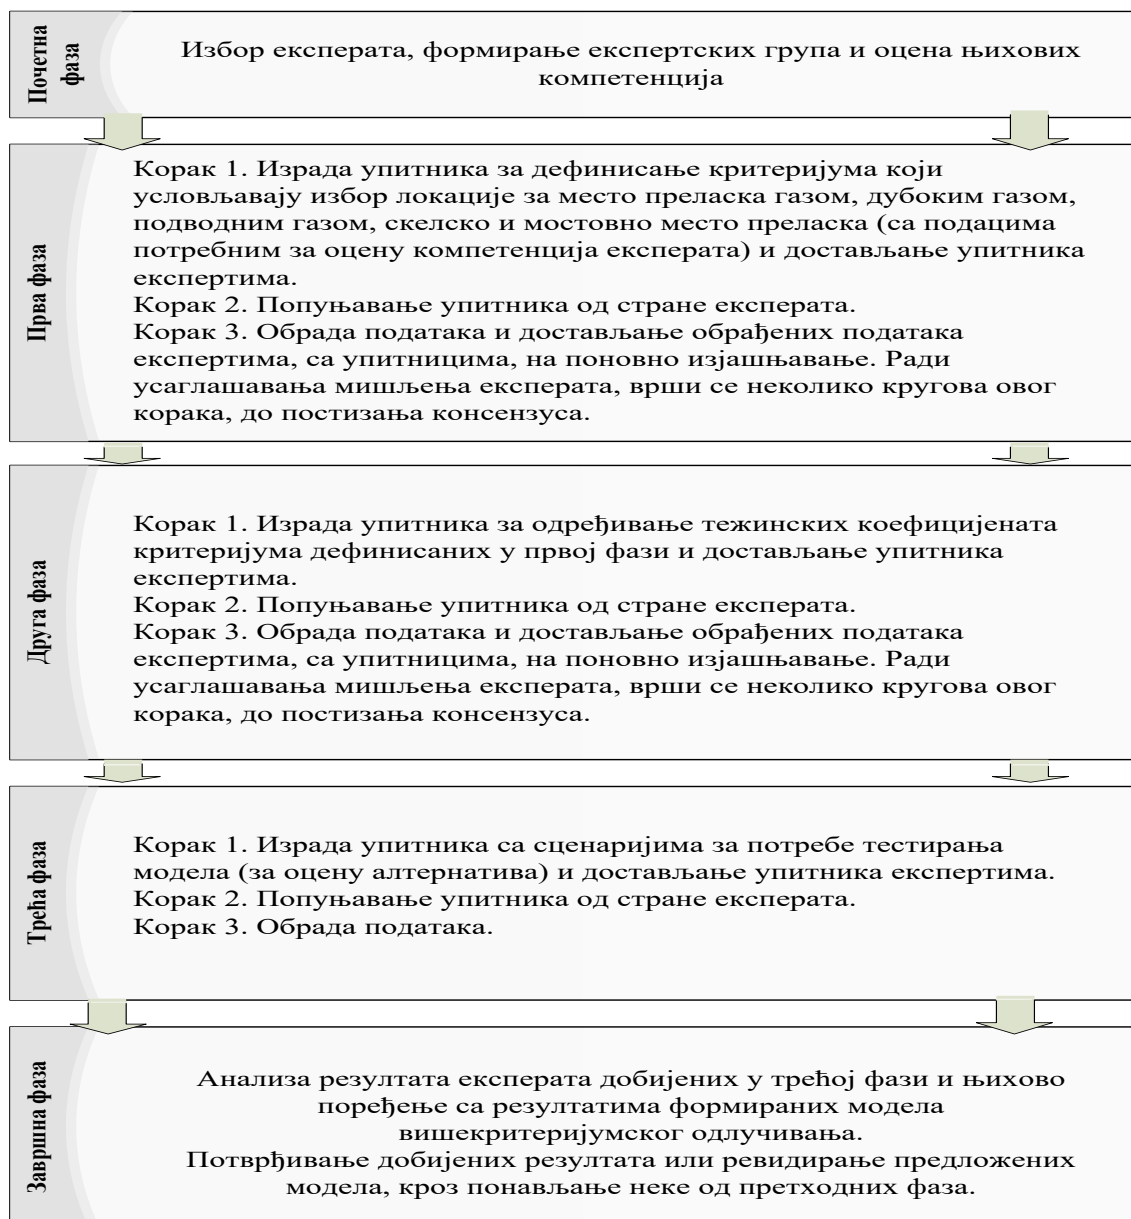 Почетна
фаза
Избор експерата, формирање експертских група и оцена њихових
компетенција
Прва фаза
Корак 1. Израда упитника за дефинисање критеријума који
условљавају избор локације за место преласка газом, дубоким газом,
подводним газом, скелско и мостовно место преласка (са подацима
потребним за оцену компетенција експерата) и достављање упитника
експертима.
Корак 2. Попуњавање упитника од стране експерата.
Корак 3. Обрада података и достављање обрађених података
експертима, са упитницима, на поновно изјашњавање. Ради
усаглашавања мишљења експерата, врши се неколико кругова овог
корака, до постизања консензуса.
Друга фаза
Корак 1. Израда упитника за одређивање тежинских коефицијената
критеријума дефинисаних у првој фази и достављање упитника
експертима.
Корак 2. Попуњавање упитника од стране експерата.
Корак 3. Обрада података и достављање обрађених података
експертима, са упитницима, на поновно изјашњавање. Ради
усаглашавања мишљења експерата, врши се неколико кругова овог
корака, до постизања консензуса.
Трећа фаза
Корак 1. Израда упитника са сценаријима за потребе тестирања
модела (за оцену алтернатива) и достављање упитника експертима.
Корак 2. Попуњавање упитника од стране експерата.
Корак 3. Обрада података.
Завршна фаза
Анализа резултата експерата добијених у трећој фази и њихово
поређење са резултатима формираних модела
вишекритеријумског одлучивања.
Потврђивање добијених резултата или ревидирање предложених
модела, кроз понављање неке од претходних фаза.